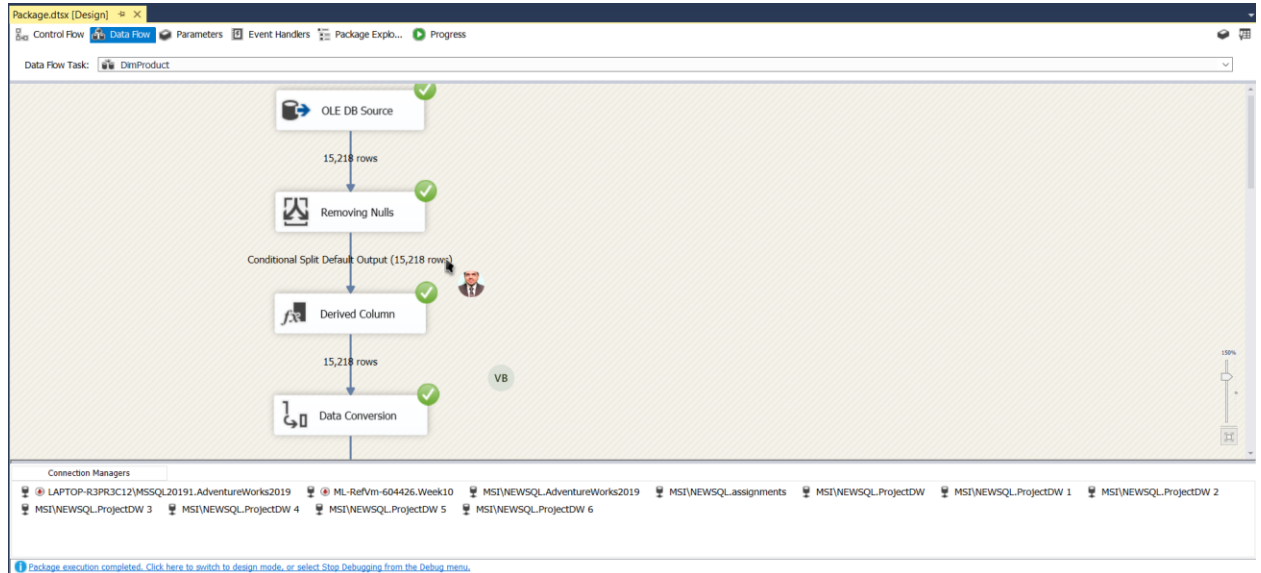 Package.dtsx [Design]
Control Flow Data Flow Parameters Event Handlers Package Explo... Progress
Data Flow Task: DimProduct
OLE DB Source
15,218 rows
Removing Nulls
Conditional Split Default Output (15,218 rows)
fx Derived Column
15,218 rows
VB
150%
Data Conversion
Connection Managers
LAPTOP-R3PR3C12\MSSQL20191.AdventureWorks2019 ML-RefVm-604426.Week10 MSI\NEWSQL.AdventureWorks2019 MSI\NEWSQL.assignments MSI\NEWSQL.ProjectDW MSI\NEWSQL.ProjectDW 1 MSI\NEWSQL.ProjectDW 2
MSI\NEWSQL.ProjectDW 3 MSI\NEWSQL.ProjectDW 4 MSI\NEWSQL.ProjectDW 5 MSI\NEWSQL.ProjectDW 6
Package execution completed. Click here to switch to design mode, or select Stop Debugging from the Debug menu.